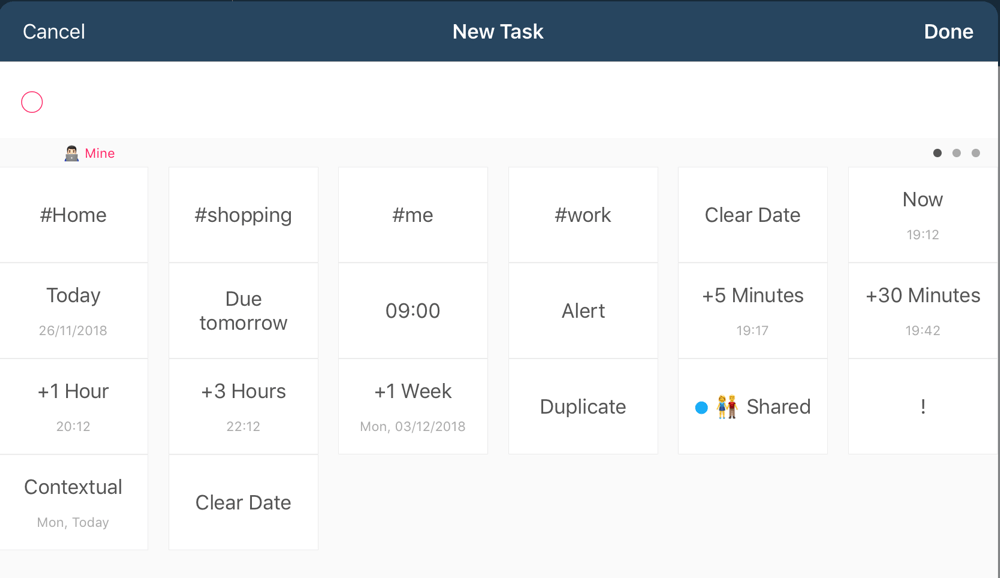 Cancel
New Task
Done
Mine
#Home
#shopping
#me
#work
Clear Date
Now
19:12
Today
26/11/2018
Due
tomorrow
09:00
Alert
+5 Minutes
19:17
+30 Minutes
19:42
+1 Hour
20:12
+3 Hours
22:12
+1 Week
Mon, 03/12/2018
Duplicate
Shared
!
Contextual
Mon, Today
Clear Date